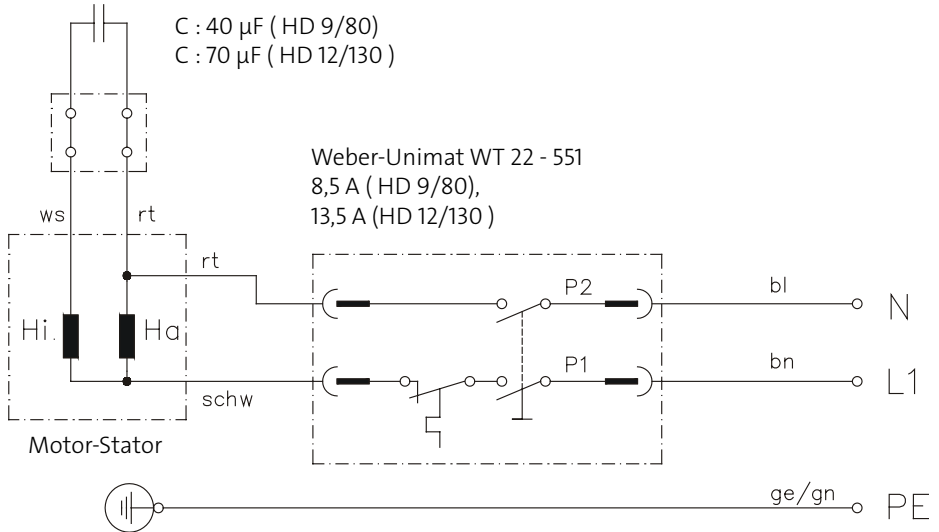 C : 40 µF ( HD 9/80)
C : 70 µF ( HD 12/130 )
Weber-Unimat WT 22 - 551
8,5 A ( HD 9/80),
13,5 A (HD 12/130 )
ws
rt
rt
P2
bl
N
Hi.
Ha
P1
bn
L1
schw
Motor-Stator
ge/gn
PE